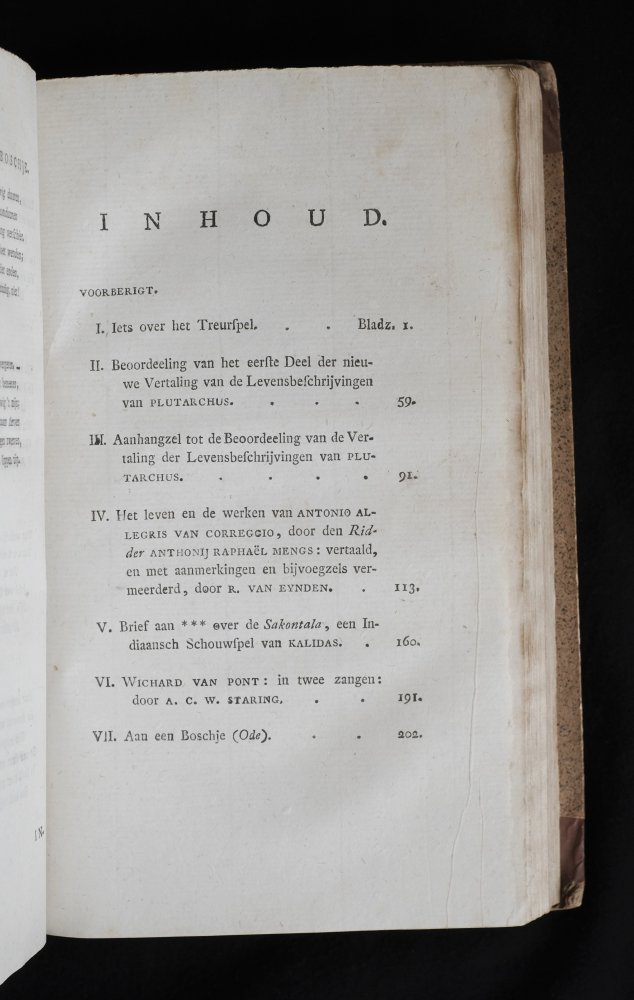 BOSCHJE.
I N H O U D.
VOORBERIGT.
I. Iets over het Treurſpel. . . Bladz. 1.
II. Beoordeeling van het eerſte Deel der nieu-
we Vertaling van de Levensbeſchrijvingen
van PLUTARCHUS. . . . 59.
III. Aanhangzel tot de Beoordeeling van de Ver-
taling der Levensbeſchrijvingen van PLU-
TARCHUS. . . . . 91.
IV. Het leven en de werken van ANTONIO AL-
LEGRIS VAN CORREGGIO, door den Rid-
der ANTHONIJ RAPHAËL MENGS: vertaald,
en met aanmerkingen en bijvoegzels ver-
meerderd, door R. VAN EYNDEN. . 113.
V. Brief aan *** over de Sakontala, een In-
diaansch Schouwſpel van KALIDAS. . 160.
VI. WICHARD VAN PONT: in twee zangen:
door A. C. W. STARING. . . 191.
VII. Aan een Boschje (Ode). . . 202.
IN-